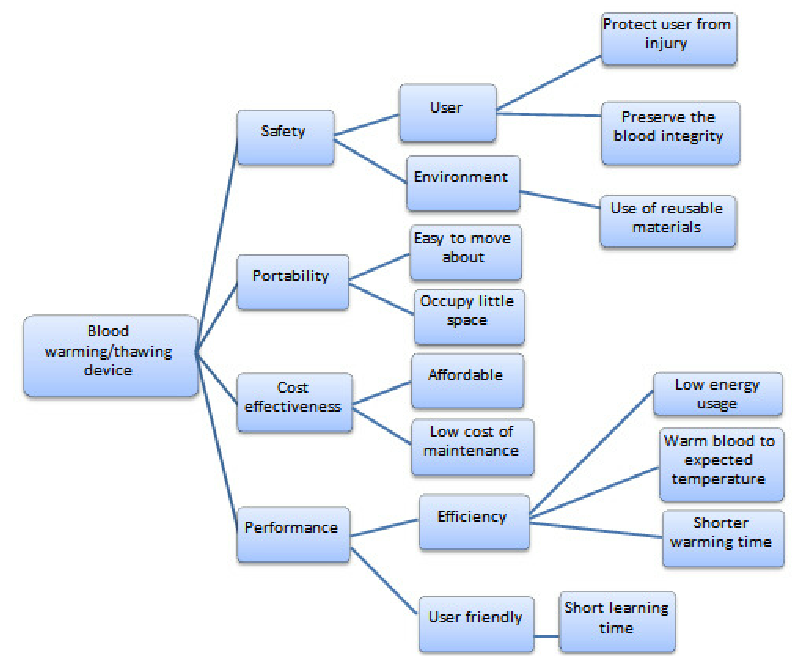 Protect user from
injury
User
Safety
Preserve the
blood integrity
Environment
Use of reusable
materials
Easy to move
about
Portability
Occupy little
space
Blood
warming/thawing
device
Affordable
Cost
effectiveness
Low energy
usage
Low cost of
maintenance
Warm blood to
expected
temperature
Efficiency
Performance
Shorter
warming time
User friendly
Short learning
time